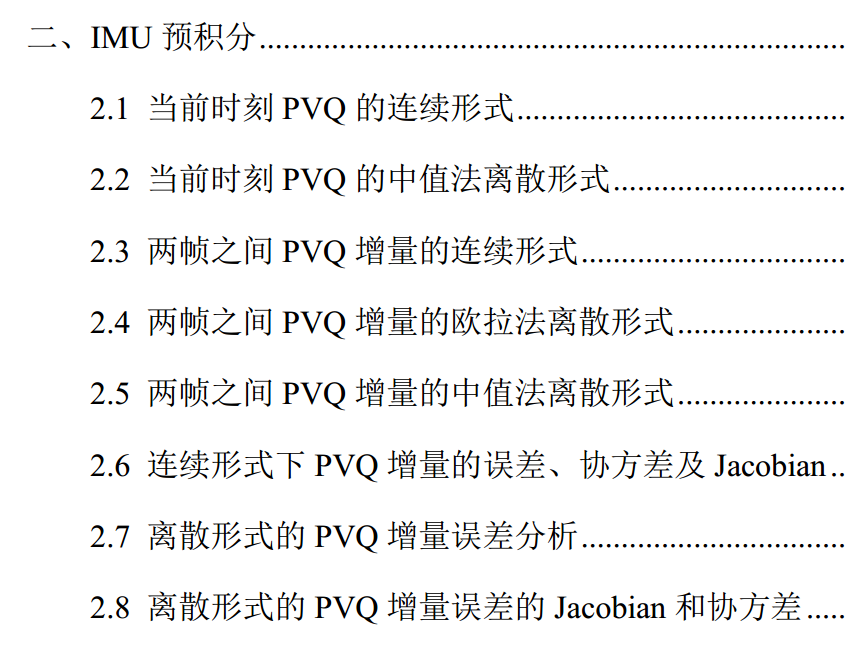 二、IMU 预积分......................................................................
2.1 当前时刻 PVQ 的连续形式........................................
2.2 当前时刻 PVQ 的中值法离散形式............................
2.3 两帧之间 PVQ 增量的连续形式................................
2.4 两帧之间 PVQ 增量的欧拉法离散形式....................
2.5 两帧之间 PVQ 增量的中值法离散形式....................
2.6 连续形式下 PVQ 增量的误差、协方差及 Jacobian..
2.7 离散形式的 PVQ 增量误差分析................................
2.8 离散形式的 PVQ 增量误差的 Jacobian 和协方差.....